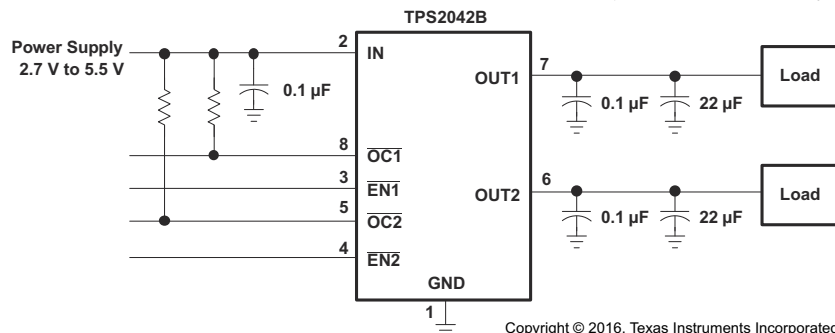 TPS2042B
Power Supply
2.7 V to 5.5 V
2
IN
0.1 µF
7
OUT1
0.1 µF
22 µF
Load
8
OC1
3
EN1
5
OC2
4
EN2
6
OUT2
0.1 µF
22 µF
Load
GND
1
Copyright © 2016, Texas Instruments Incorporated